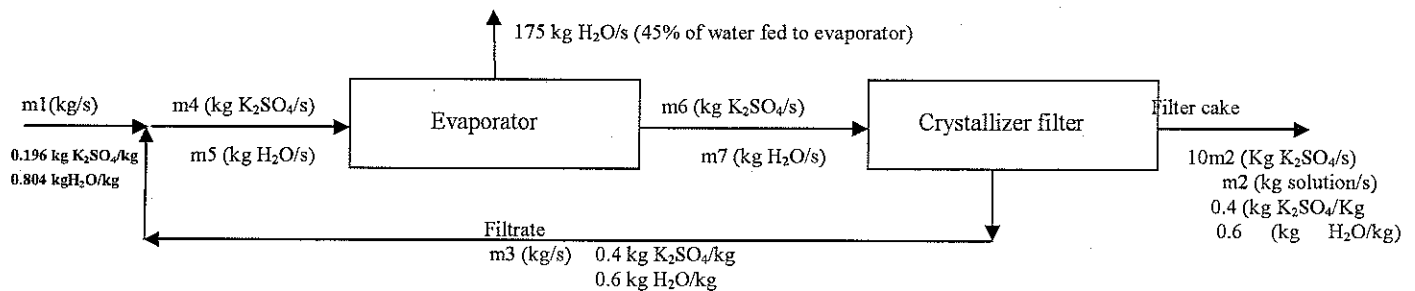 175 kg H₂O/s (45% of water fed to evaporator)
m1(kg/s)
m4 (kg K₂SO₄/s)
Evaporator
m6 (kg K₂SO₄/s)
Crystallizer filter
Filter cake
m5 (kg H₂O/s)
m7 (kg H₂O/s)
0.196 kg K₂SO₄/kg
0.804 kgH₂O/kg
10m2 (Kg K₂SO₄/s)
m2 (kg solution/s)
0.4 (kg K₂SO₄/Kg
0.6 (kg H₂O/kg)
Filtrate
m3 (kg/s) 0.4 kg K₂SO₄/kg
0.6 kg H₂O/kg